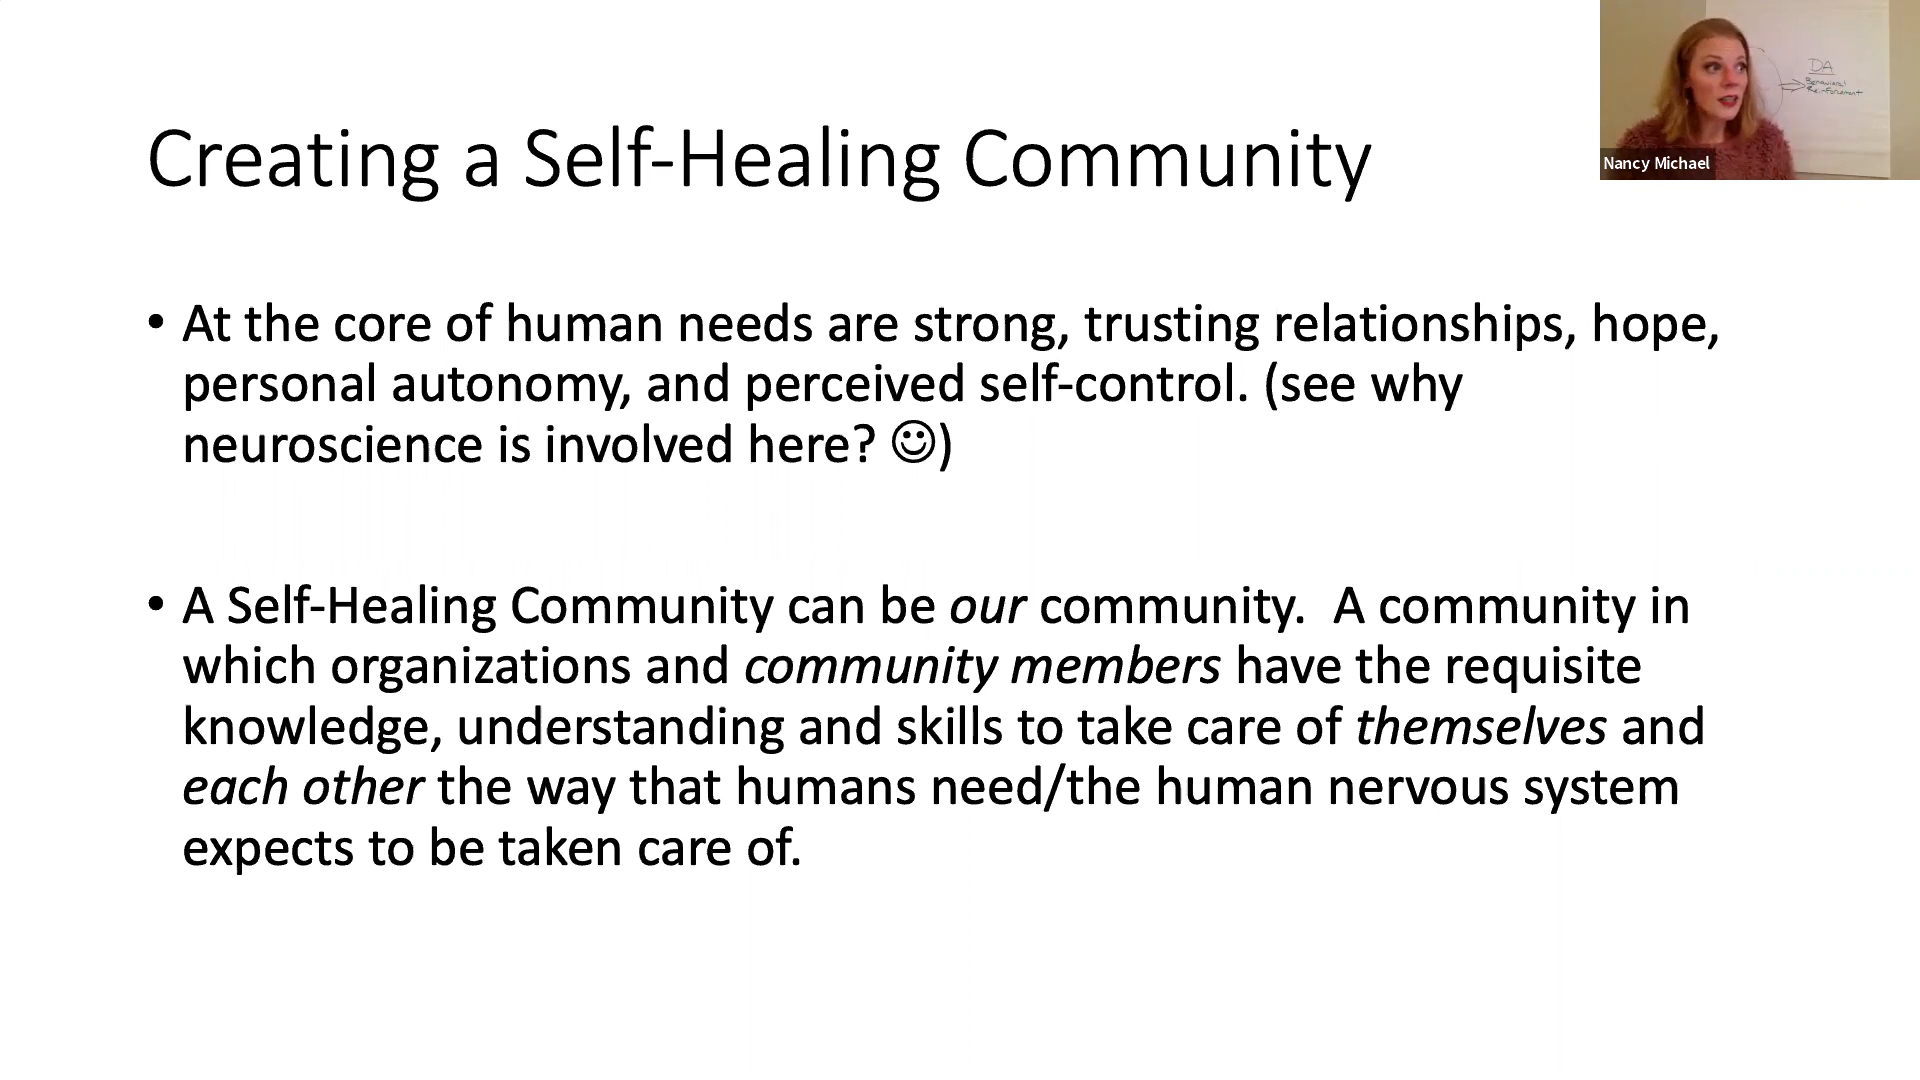 Creating a Self-Healing Community
• At the core of human needs are strong, trusting relationships, hope,
personal autonomy, and perceived self-control. (see why
neuroscience is involved here? ☺)
• A Self-Healing Community can be our community.  A community in
which organizations and community members have the requisite
knowledge, understanding and skills to take care of themselves and
each other the way that humans need/the human nervous system
expects to be taken care of.
DA
Behavioral
Reinforcement
Nancy Michael